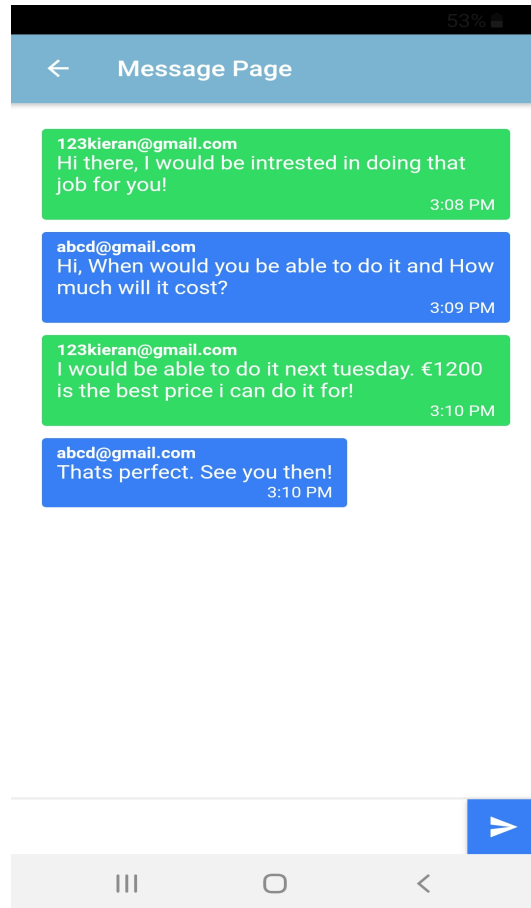 53%
Message Page
123kieran@gmail.com
Hi there, I would be intrested in doing that
job for you!
3:08 PM
abcd@gmail.com
Hi, When would you be able to do it and How
much will it cost?
3:09 PM
123kieran@gmail.com
I would be able to do it next tuesday. €1200
is the best price i can do it for!
3:10 PM
abcd@gmail.com
Thats perfect. See you then!
3:10 PM